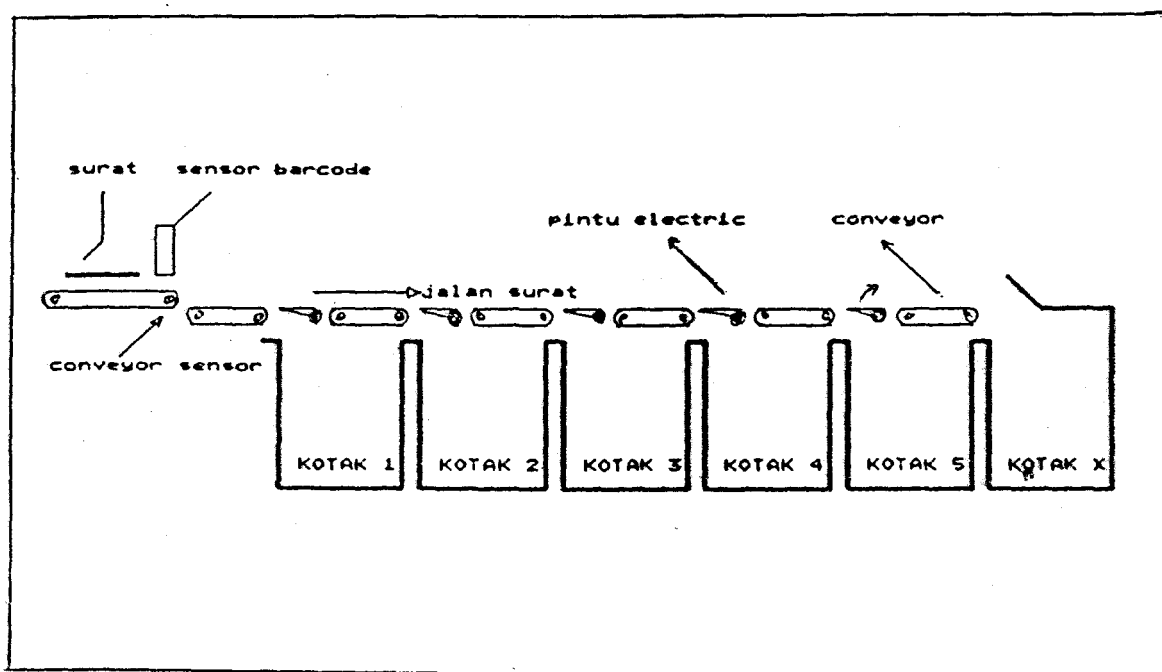 surat
sensor barcode
pintu electric
conveyor
jalan surat
conveyor sensor
KOTAK 1
KOTAK 2
KOTAK 3
KOTAK 4
KOTAK 5
KOTAK X